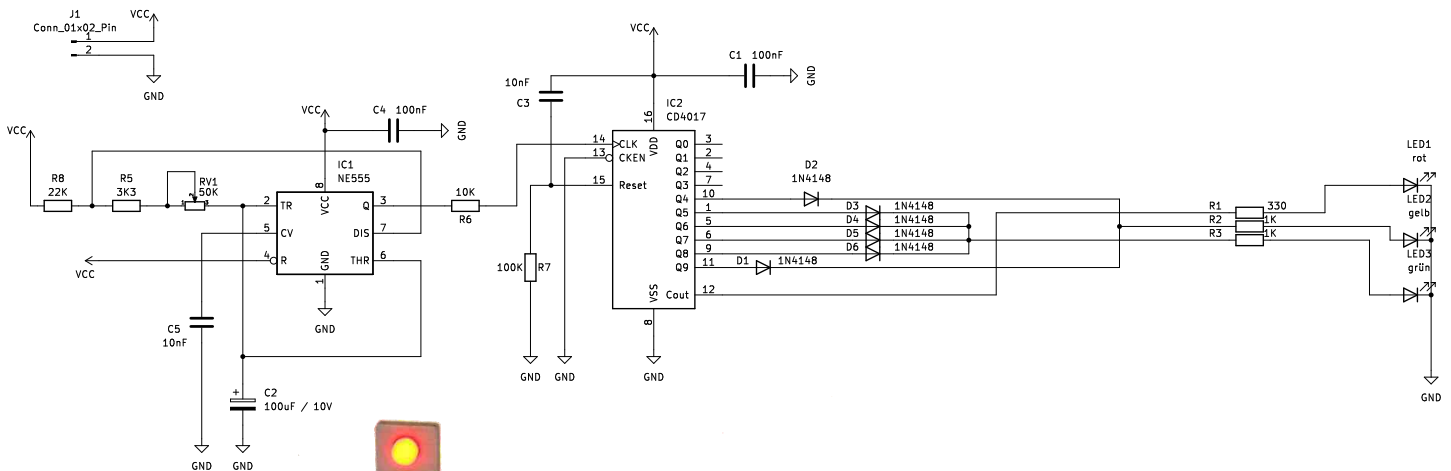 J1
Conn_01x02_Pin
1
2
VCC
GND
VCC
R8
22K
R5
3K3
RV1
50K
1
2
3
VCC
C4 100nF
GND
IC1
NE555
8
VCC
2 TR
5 CV
4 R
Q 3
DIS 7
THR 6
GND
1
GND
VCC
C5
10nF
GND
+
C2
100uF / 10V
GND
10K
R6
VCC
C1 100nF
GND
10nF
C3
100K R7
GND
GND
IC2
CD4017
16
VDD
14 CLK
13 CKEN
15 Reset
Q0 3
Q1 2
Q2 4
Q3 7
Q4 10
Q5 1
Q6 5
Q7 6
Q8 9
Q9 11
Cout 12
VSS
8
GND
D2
1N4148
D3 1N4148
D4 1N4148
D5 1N4148
D6 1N4148
D1 1N4148
R1 330
R2 1K
R3 1K
LED1
rot
LED2
gelb
LED3
grün
GND